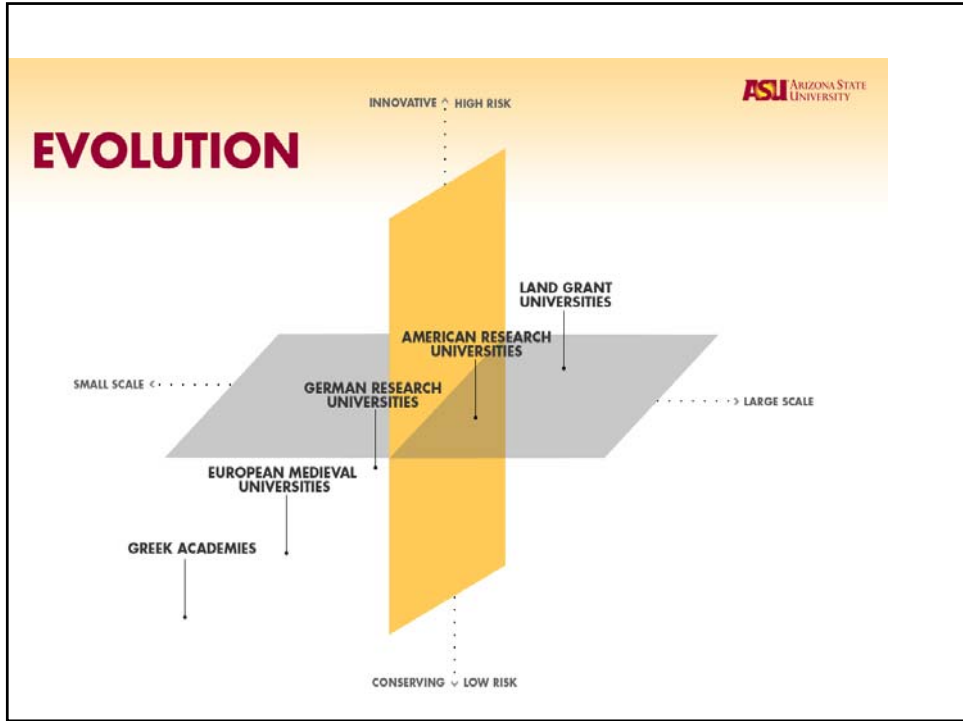 ASU ARIZONA STATE
UNIVERSITY
INNOVATIVE HIGH RISK
EVOLUTION
LAND GRANT
UNIVERSITIES
AMERICAN RESEARCH
UNIVERSITIES
SMALL SCALE
GERMAN RESEARCH
UNIVERSITIES
LARGE SCALE
EUROPEAN MEDIEVAL
UNIVERSITIES
GREEK ACADEMIES
CONSERVING LOW RISK